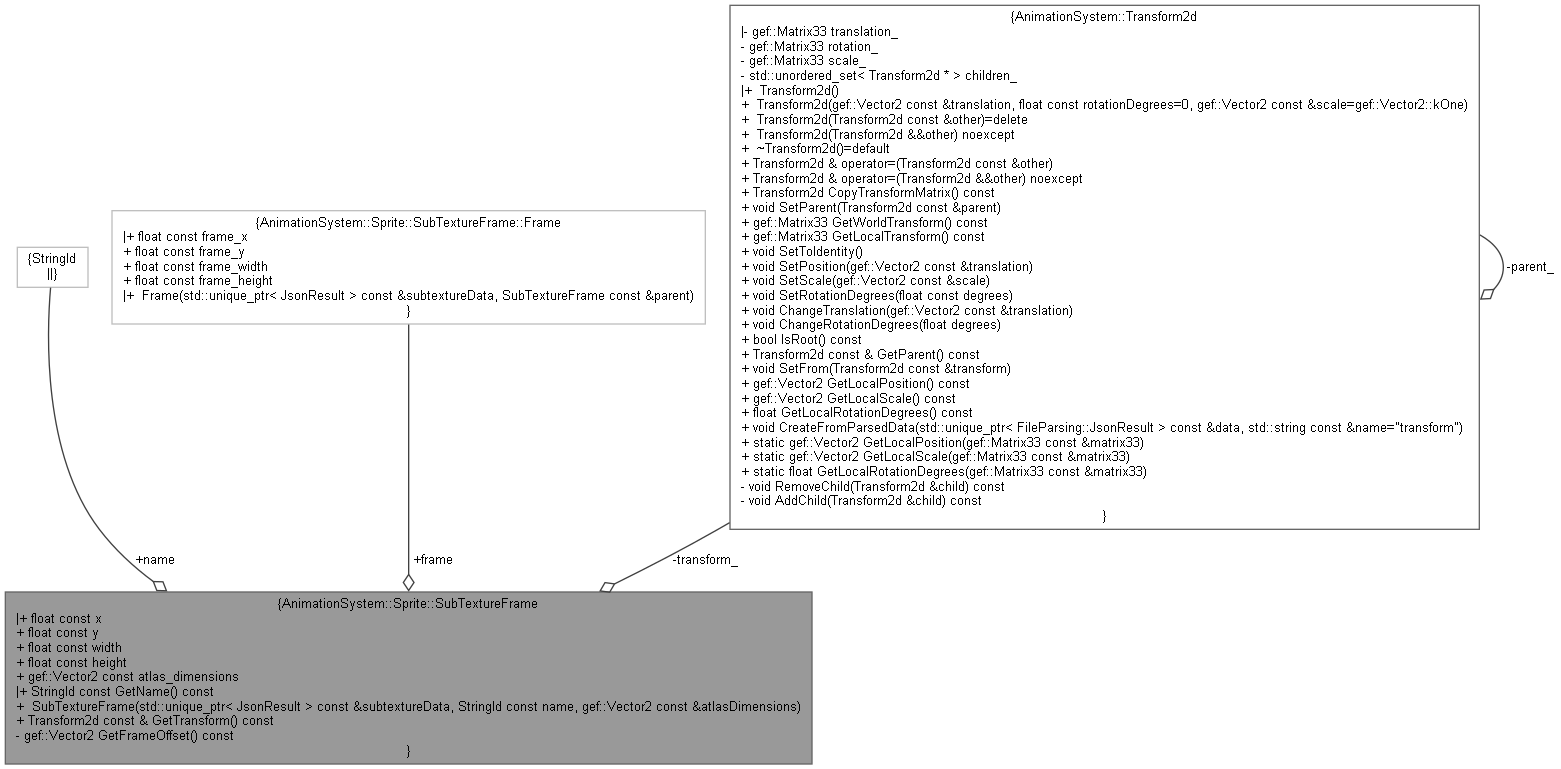 {AnimationSystem::Transform2d
|- gef::Matrix33 translation_
- gef::Matrix33 rotation_
- gef::Matrix33 scale_
- std::unordered_set< Transform2d * > children_
|+  Transform2d()
+  Transform2d(gef::Vector2 const &translation, float const rotationDegrees=0, gef::Vector2 const &scale=gef::Vector2::kOne)
+  Transform2d(Transform2d const &other)=delete
+  Transform2d(Transform2d &&other) noexcept
+  ~Transform2d()=default
+ Transform2d & operator=(Transform2d const &other)
+ Transform2d & operator=(Transform2d &&other) noexcept
+ Transform2d CopyTransformMatrix() const
+ void SetParent(Transform2d const &parent)
+ gef::Matrix33 GetWorldTransform() const
+ gef::Matrix33 GetLocalTransform() const
+ void SetToIdentity()
+ void SetPosition(gef::Vector2 const &translation)
+ void SetScale(gef::Vector2 const &scale)
+ void SetRotationDegrees(float const degrees)
+ void ChangeTranslation(gef::Vector2 const &translation)
+ void ChangeRotationDegrees(float degrees)
+ bool IsRoot() const
+ Transform2d const & GetParent() const
+ void SetFrom(Transform2d const &transform)
+ gef::Vector2 GetLocalPosition() const
+ gef::Vector2 GetLocalScale() const
+ float GetLocalRotationDegrees() const
+ void CreateFromParsedData(std::unique_ptr< FileParsing::JsonResult > const &data, std::string const &name="transform")
+ static gef::Vector2 GetLocalPosition(gef::Matrix33 const &matrix33)
+ static gef::Vector2 GetLocalScale(gef::Matrix33 const &matrix33)
+ static float GetLocalRotationDegrees(gef::Matrix33 const &matrix33)
- void RemoveChild(Transform2d &child) const
- void AddChild(Transform2d &child) const
}
-parent_
{StringId
||}
{AnimationSystem::Sprite::SubTextureFrame::Frame
|+ float const frame_x
+ float const frame_y
+ float const frame_width
+ float const frame_height
|+  Frame(std::unique_ptr< JsonResult > const &subtextureData, SubTextureFrame const &parent)
}
+name
+frame
-transform_
{AnimationSystem::Sprite::SubTextureFrame
|+ float const x
+ float const y
+ float const width
+ float const height
+ gef::Vector2 const atlas_dimensions
|+ StringId const GetName() const
+  SubTextureFrame(std::unique_ptr< JsonResult > const &subtextureData, StringId const name, gef::Vector2 const &atlasDimensions)
+ Transform2d const & GetTransform() const
- gef::Vector2 GetFrameOffset() const
}